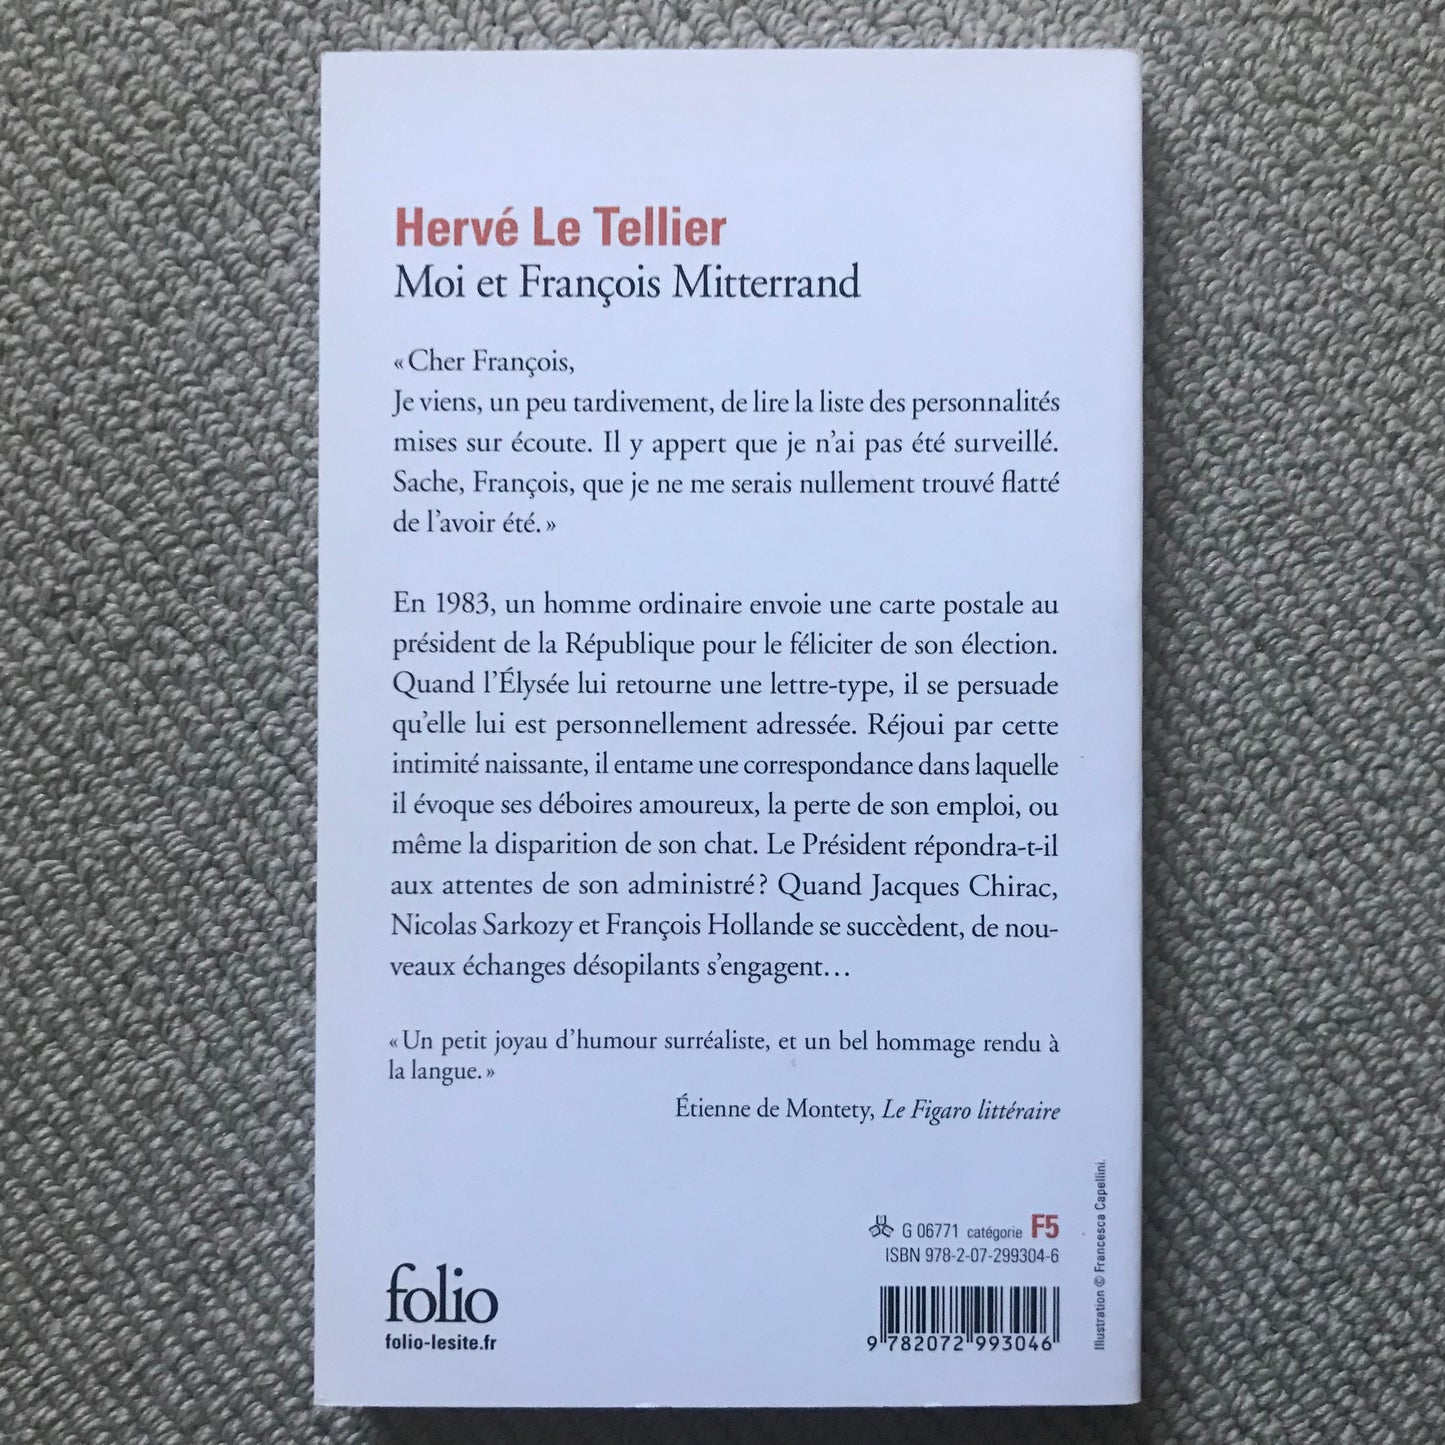 Hervé Le Tellier
Moi et François Mitterrand
« Cher François,
Je viens, un peu tardivement, de lire la liste des personnalités
mises sur écoute. Il y appert que je n'ai pas été surveillé.
Sache, François, que je ne me serais nullement trouvé flatté
de l'avoir été. »
En 1983, un homme ordinaire envoie une carte postale au
président de la République pour le féliciter de son élection.
Quand l'Élysée lui retourne une lettre-type, il se persuade
qu'elle lui est personnellement adressée. Réjoui par cette
intimité naissante, il entame une correspondance dans laquelle
il évoque ses déboires amoureux, la perte de son emploi, ou
même la disparition de son chat. Le Président répondra-t-il
aux attentes de son administré ? Quand Jacques Chirac,
Nicolas Sarkozy et François Hollande se succèdent, de nou-
veaux échanges désopilants s'engagent…
« Un petit joyau d'humour surréaliste, et un bel hommage rendu à
la langue. »
Étienne de Montety, Le Figaro littéraire
G 06771 catégorie F5
ISBN 978-2-07-299304-6
folio
folio-lesite.fr
9 782072 993046
Illustration © Francesca Capellini.